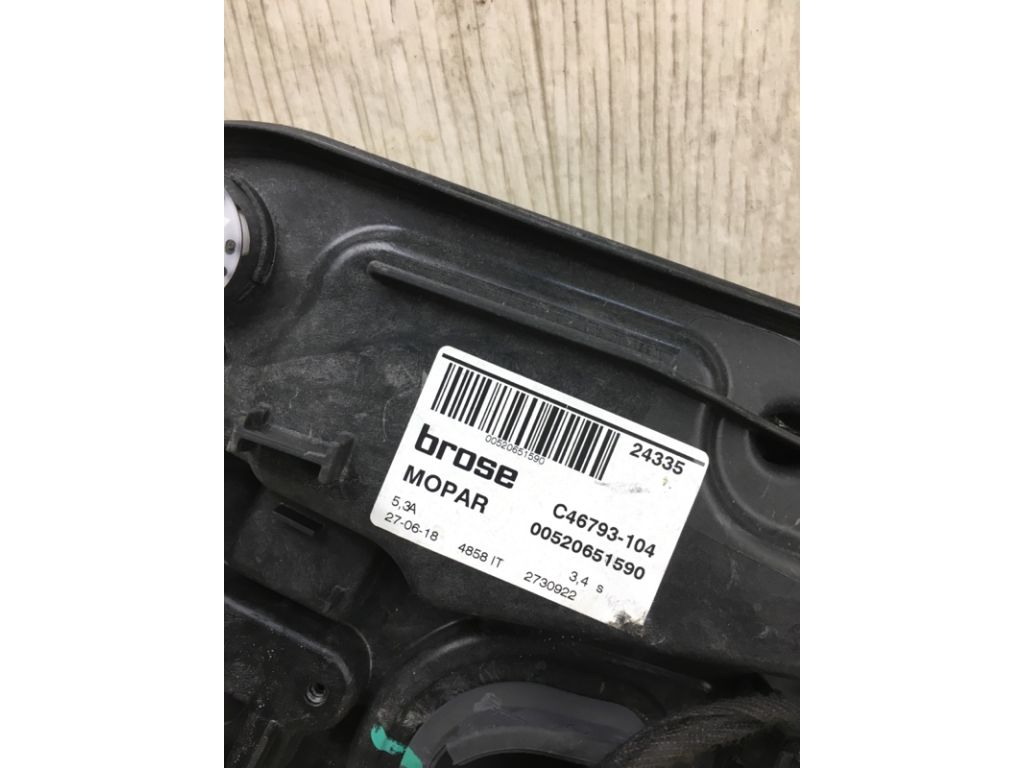 24335
00520651590
brose
MOPAR C46793-104
5,3A 00520651590
27-06-18 4858 IT 2730922 3,4 s